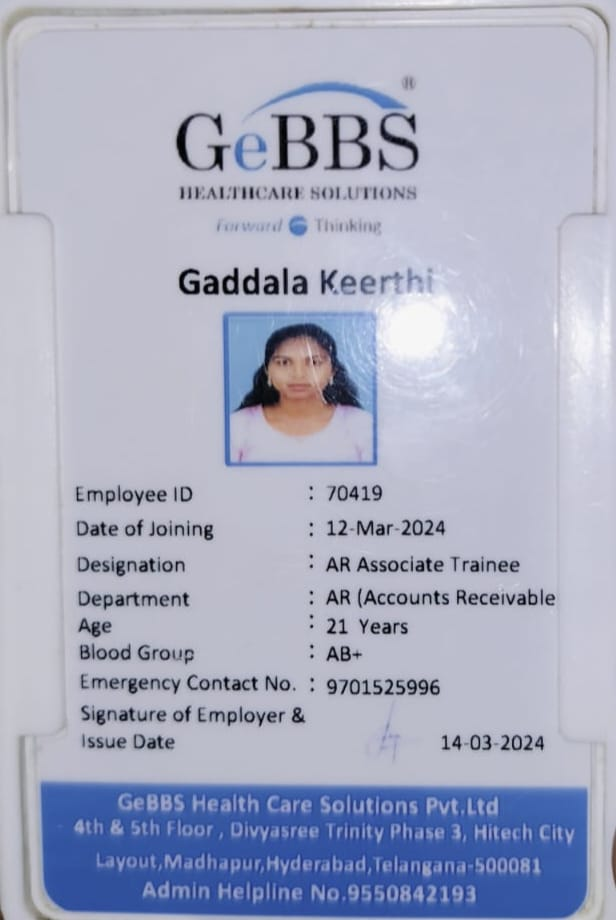 GeBBS®
HEALTHCARE SOLUTIONS
Forward Thinking
Gaddala Keerthi
Employee ID : 70419
Date of Joining : 12-Mar-2024
Designation : AR Associate Trainee
Department : AR (Accounts Receivable
Age : 21 Years
Blood Group : AB+
Emergency Contact No. : 9701525996
Signature of Employer &
Issue Date 14-03-2024
GeBBS Health Care Solutions Pvt.Ltd
4th & 5th Floor , Divyasree Trinity Phase 3, Hitech City
Layout,Madhapur,Hyderabad,Telangana-500081
Admin Helpline No.9550842193